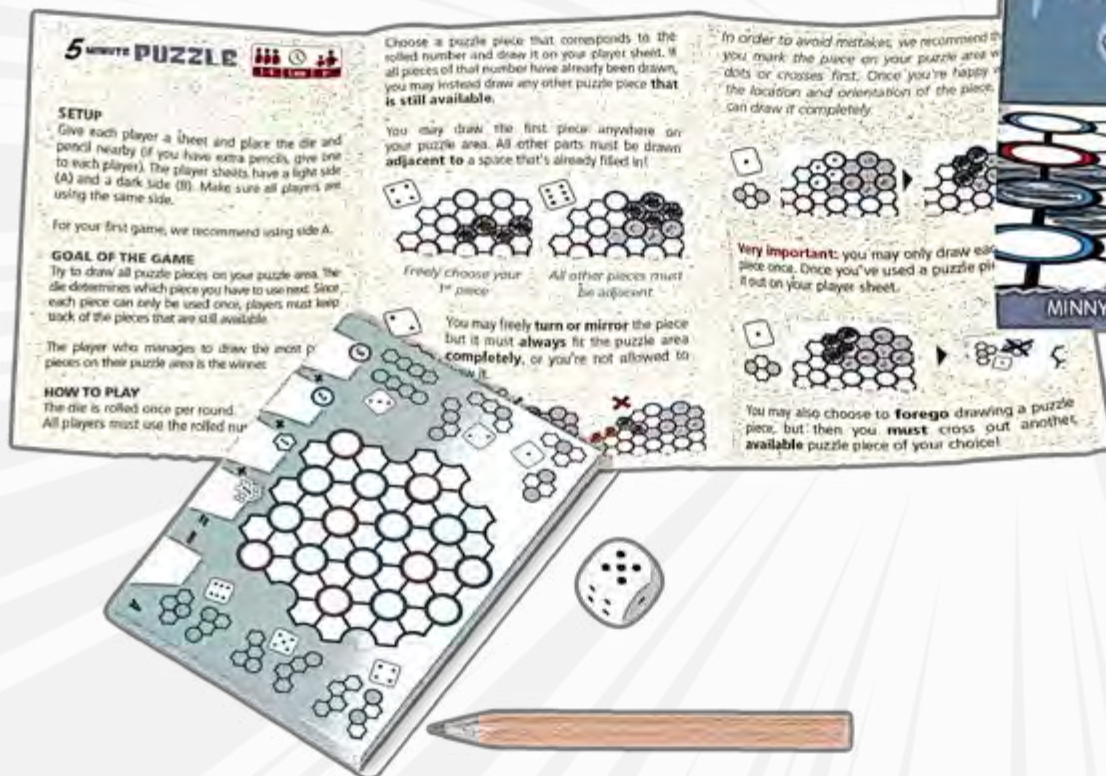 5 MINUTE PUZZLE
SETUP
Give each player a sheet and place the die and
pencil nearby (if you have extra pencils, give one
to each player). The player sheets have a light side
(A) and a dark side (B). Make sure all players are
using the same side.
For your first game, we recommend using side A.
GOAL OF THE GAME
Try to draw all puzzle pieces on your puzzle area. The
die determines which piece you have to use next. Since
each piece can only be used once, players must keep
track of the pieces that are still available.
The player who manages to draw the most p
pieces on their puzzle area is the winner.
HOW TO PLAY
The die is rolled once per round.
All players must use the rolled nu
Choose a puzzle piece that corresponds to the
rolled number and draw it on your player sheet. If
all pieces of that number have already been drawn,
you may instead draw any other puzzle piece that
is still available.
You may draw the first piece anywhere on
your puzzle area. All other parts must be drawn
adjacent to a space that's already filled in!
Freely choose your
1st piece
All other pieces must
be adjacent
You may freely turn or mirror the piece
but it must always fit the puzzle area
completely, or you're not allowed to
w it.
In order to avoid mistakes, we recommend th
you mark the piece on your puzzle area w
dots or crosses first. Once you're happy w
the location and orientation of the piece,
can draw it completely.
Very important: you may only draw eac
piece once. Once you've used a puzzle pi
it out on your player sheet.
You may also choose to forego drawing a puzzle
piece, but then you must cross out another,
available puzzle piece of your choice!
MINNY
A